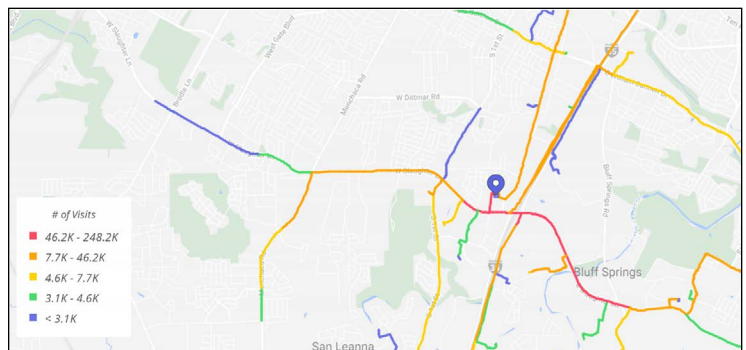 W Slaughter Ln
West Gate Blvd
Brodie Ln
Manchaca Rd
W Dittmar Rd
S 1st St
Bluff Springs Rd
# of Visits
46.2K - 248.2K
7.7K - 46.2K
4.6K - 7.7K
3.1K - 4.6K
< 3.1K
Bluff Springs
San Leanna